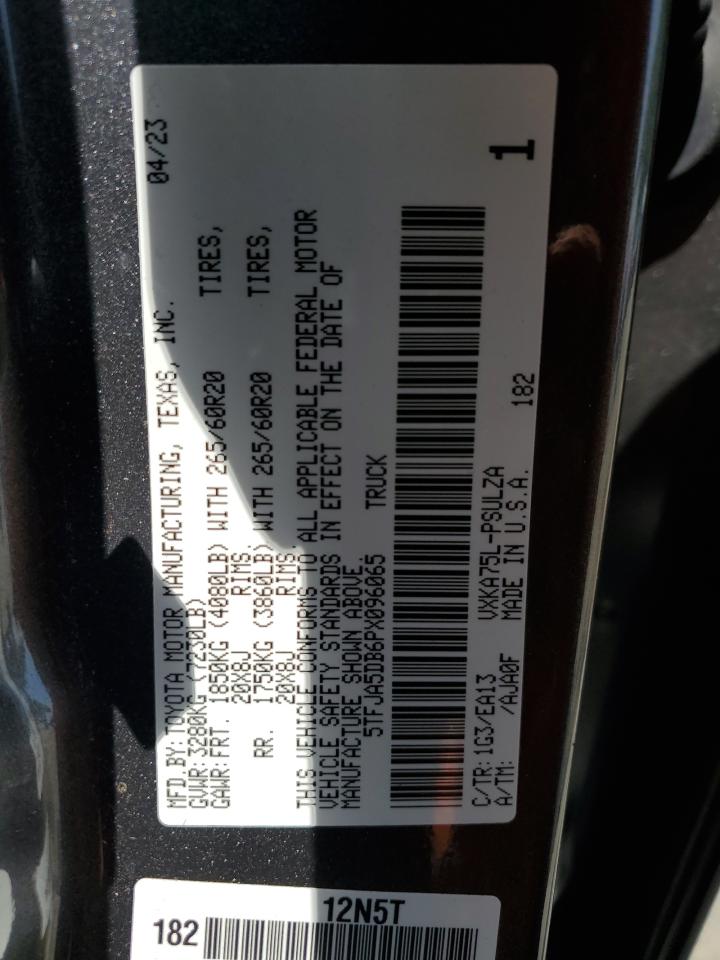 MFD.BY:TOYOTA MOTOR MANUFACTURING, TEXAS, INC. 04/23
GVWR:3280KG (7230LB)
GAWR:FRT. 1850KG (4080LB) WITH 265/60R20 TIRES,
20X8J RIMS.
RR. 1750KG (3860LB) WITH 265/60R20 TIRES,
20X8J RIMS.
THIS VEHICLE CONFORMS TO ALL APPLICABLE FEDERAL MOTOR
VEHICLE SAFETY STANDARDS IN EFFECT ON THE DATE OF
MANUFACTURE SHOWN ABOVE.
5TFJA5DB6PX096065 TRUCK
C/TR:1G3/EA13 VXKA75L-PSULZA
A/TM: /AJA0F MADE IN U.S.A. 182
1
12N5T
182